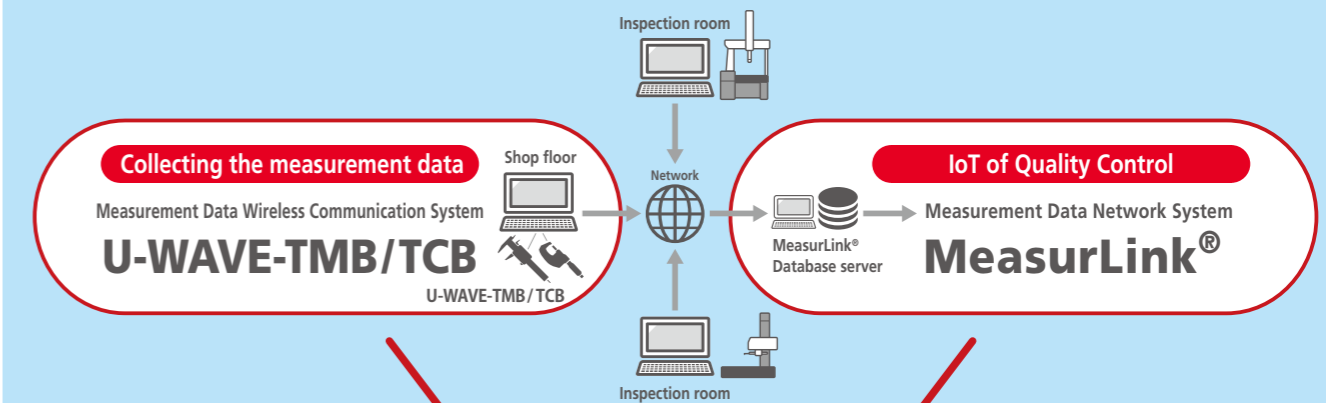 Inspection room
Collecting the measurement data
Shop floor
Measurement Data Wireless Communication System
U-WAVE-TMB/TCB
U-WAVE-TMB/TCB
Network
IoT of Quality Control
MeasurLink®
Database server
Measurement Data Network System
MeasurLink®
Inspection room